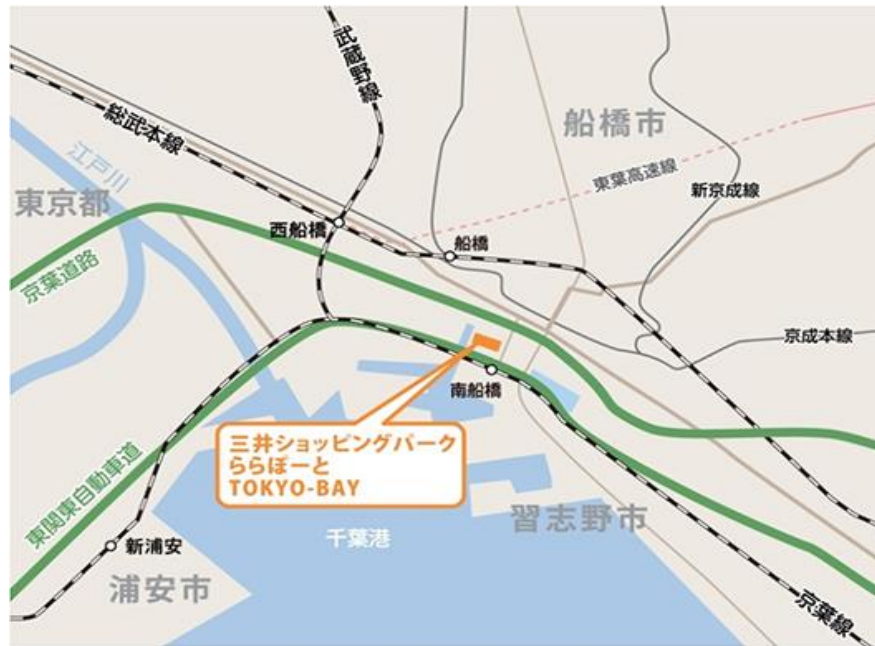 武蔵野線
総武本線
船橋市
江戸川
東葉高速線
新京成線
東京都
西船橋
船橋
京葉道路
京成本線
南船橋
三井ショッピングパーク
ららぽーと
TOKYO-BAY
東関東自動車道
習志野市
千葉港
新浦安
浦安市
京葉線